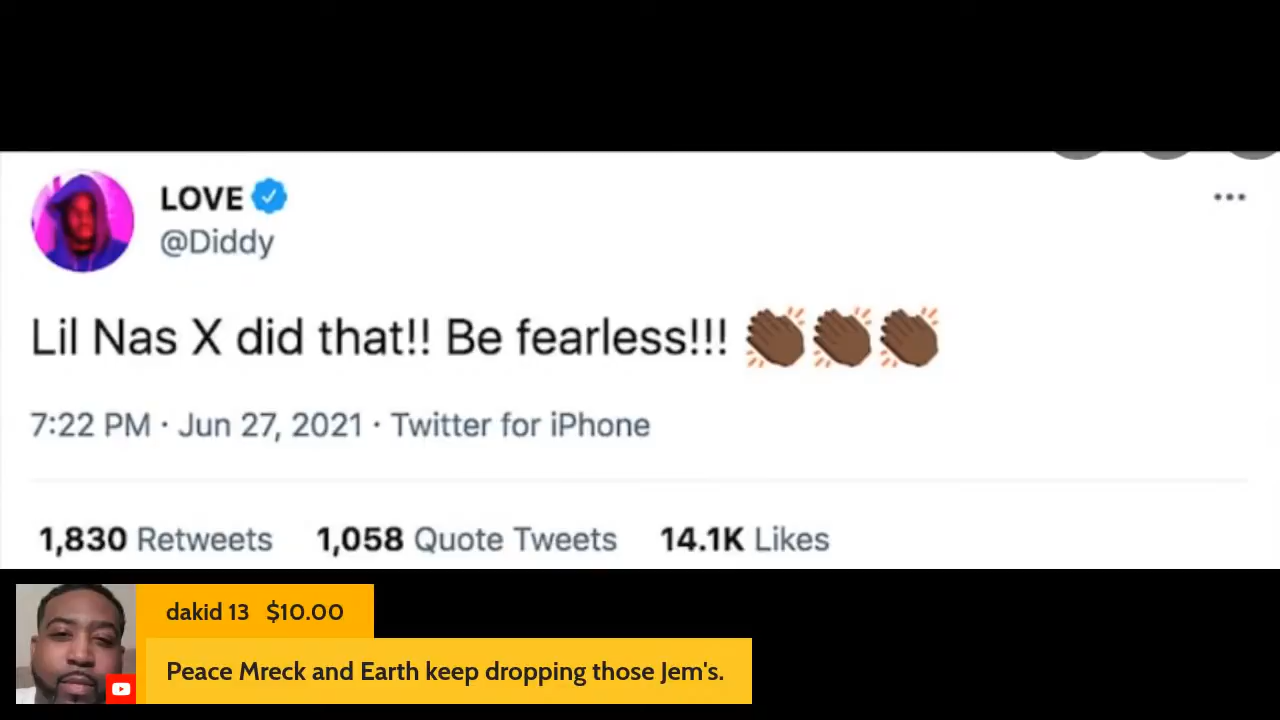 LOVE
@Diddy
Lil Nas X did that!! Be fearless!!! 👏🏾👏🏾👏🏾
7:22 PM · Jun 27, 2021 · Twitter for iPhone
1,830 Retweets 1,058 Quote Tweets 14.1K Likes
dakid 13 $10.00
Peace Mreck and Earth keep dropping those Jem's.